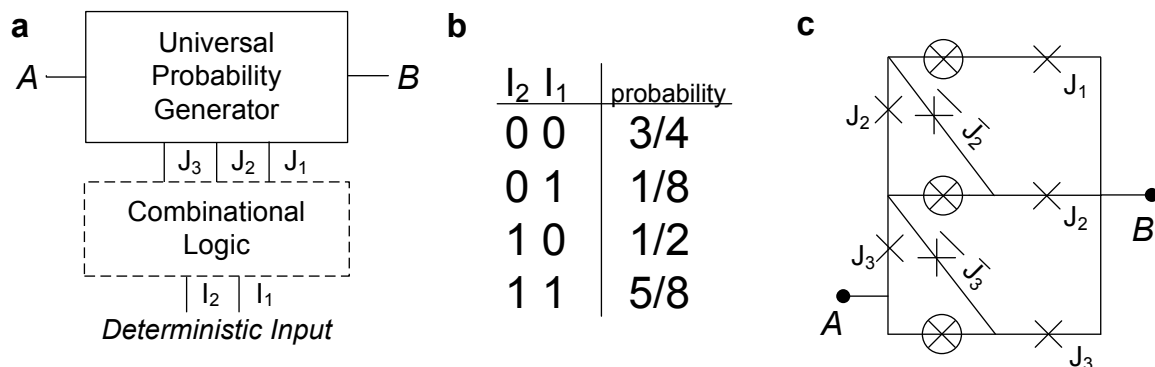 a
Universal
Probability
Generator
A
B
J3 J2 J1
Combinational
Logic
I2 I1
Deterministic Input
b
I2 I1 probability
0 0 3/4
0 1 1/8
1 0 1/2
1 1 5/8
c
J1
J2
J̅2
J2
B
J3
J̅3
A
J3